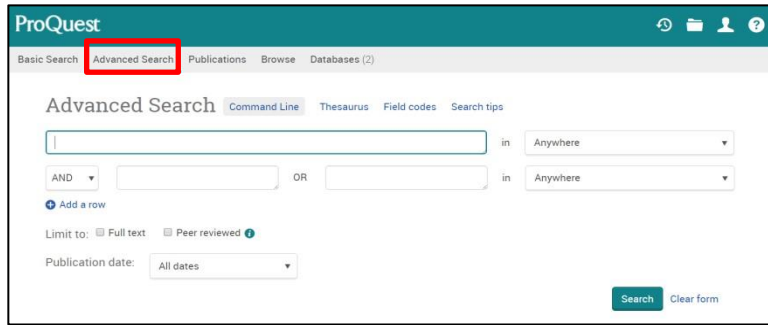 ProQuest
Basic Search Advanced Search Publications Browse Databases (2)
Advanced Search Command Line Thesaurus Field codes Search tips
in Anywhere
AND OR in Anywhere
Add a row
Limit to: Full text Peer reviewed
Publication date: All dates
Search Clear form